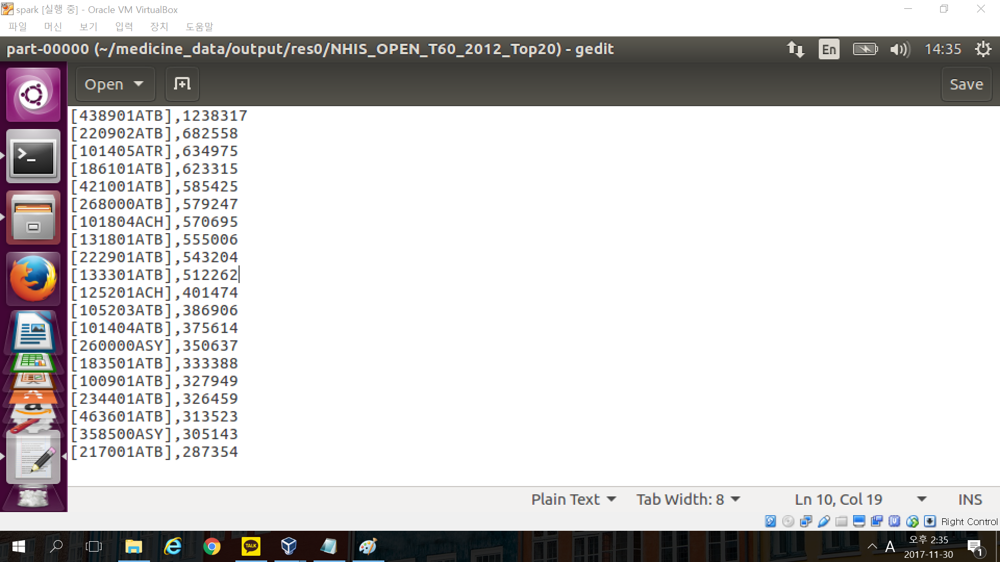 spark [실행 중] - Oracle VM VirtualBox
파일 머신 보기 입력 장치 도움말
part-00000 (~/medicine_data/output/res0/NHIS_OPEN_T60_2012_Top20) - gedit
En
14:35
Open
Save
[438901ATB],1238317
[220902ATB],682558
[101405ATR],634975
[186101ATB],623315
[421001ATB],585425
[268000ATB],579247
[101804ACH],570695
[131801ATB],555006
[222901ATB],543204
[133301ATB],512262
[125201ACH],401474
[105203ATB],386906
[101404ATB],375614
[260000ASY],350637
[183501ATB],333388
[100901ATB],327949
[234401ATB],326459
[463601ATB],313523
[358500ASY],305143
[217001ATB],287354
Plain Text
Tab Width: 8
Ln 10, Col 19
INS
Right Control
TALK
A
오후 2:35
2017-11-30
1